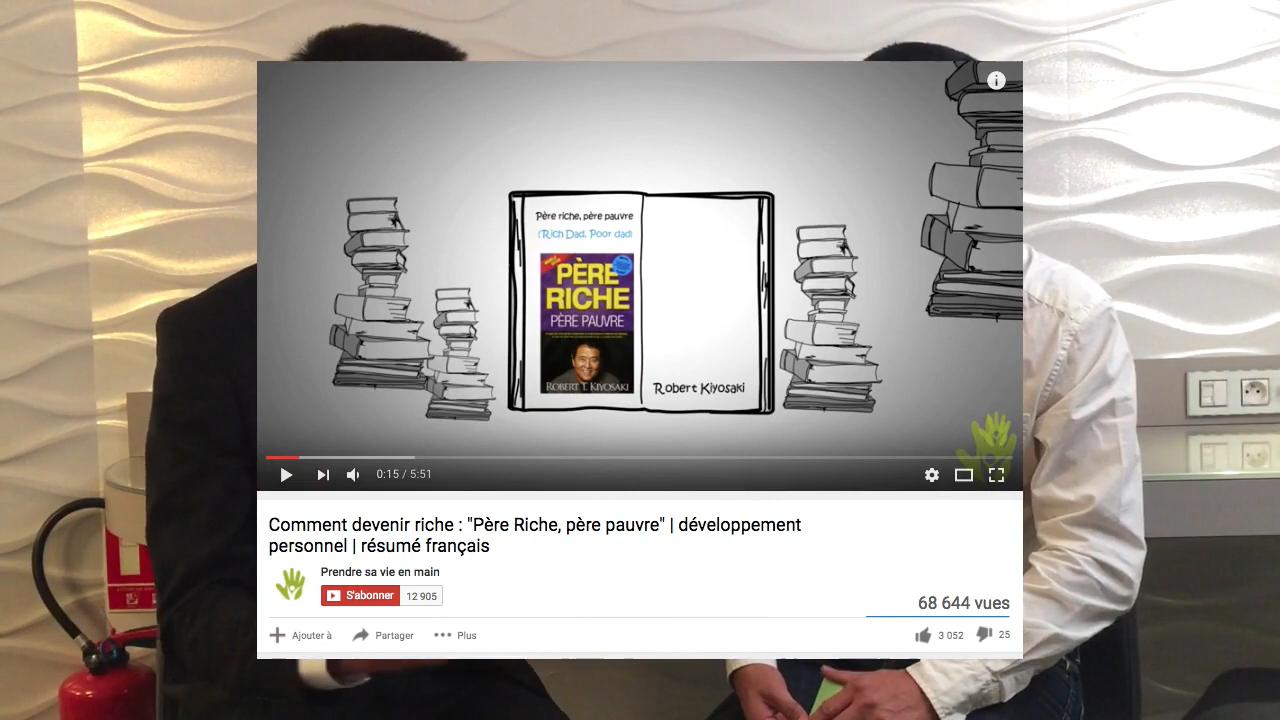 Père riche, père pauvre
(Rich Dad, Poor dad)
PÈRE
RICHE
PÈRE PAUVRE
ROBERT T. KIYOSAKI
Robert Kiyosaki
0:15 / 5:51
Comment devenir riche : "Père Riche, père pauvre" | développement
personnel | résumé français
Prendre sa vie en main
S'abonner 12 905
68 644 vues
Ajouter à Partager Plus 3 052 25